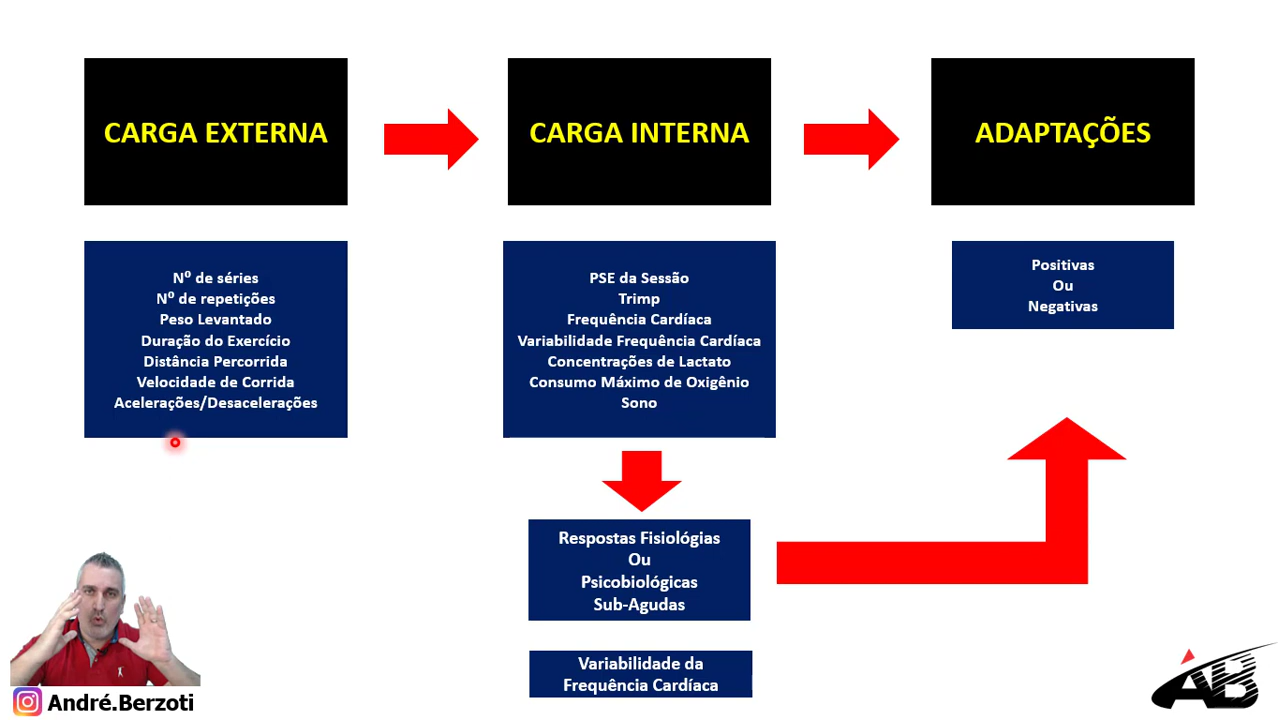 CARGA EXTERNA
CARGA INTERNA
ADAPTAÇÕES
Nº de séries
Nº de repetições
Peso Levantado
Duração do Exercício
Distância Percorrida
Velocidade de Corrida
Acelerações/Desacelerações
PSE da Sessão
Trimp
Frequência Cardíaca
Variabilidade Frequência Cardíaca
Concentrações de Lactato
Consumo Máximo de Oxigênio
Sono
Positivas
Ou
Negativas
Respostas Fisiológias
Ou
Psicobiológicas
Sub-Agudas
Variabilidade da
Frequência Cardíaca
André.Berzoti
AB